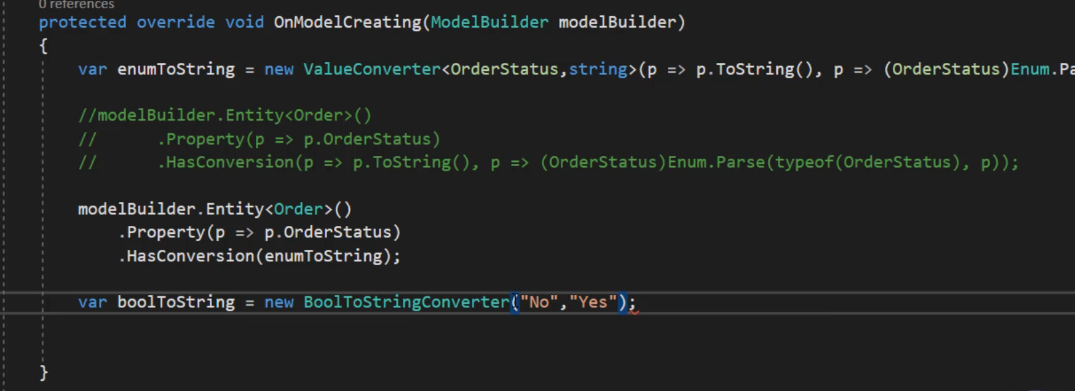 0 references
protected override void OnModelCreating(ModelBuilder modelBuilder)
{
var enumToString = new ValueConverter<OrderStatus,string>(p => p.ToString(), p => (OrderStatus)Enum.Pa
//modelBuilder.Entity<Order>()
// .Property(p => p.OrderStatus)
// .HasConversion(p => p.ToString(), p => (OrderStatus)Enum.Parse(typeof(OrderStatus), p));
modelBuilder.Entity<Order>()
.Property(p => p.OrderStatus)
.HasConversion(enumToString);
var boolToString = new BoolToStringConverter("No","Yes");
}